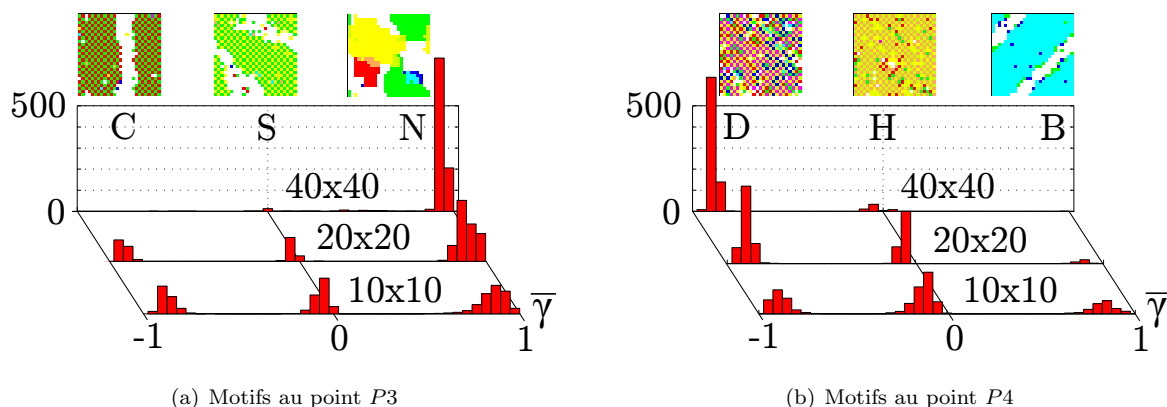 500
C S N
40x40
0
20x20
10x10
γ̅
-1 0 1
(a) Motifs au point P3
500
D H B
40x40
0
20x20
10x10
γ̅
-1 0 1
(b) Motifs au point P4